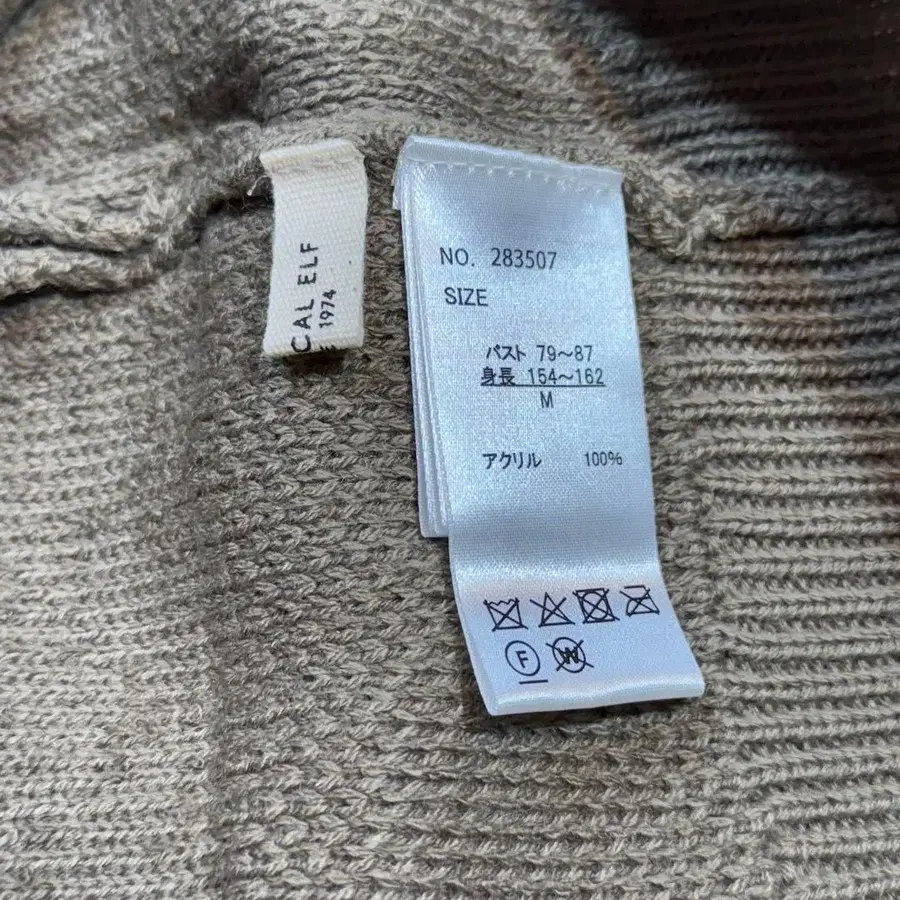 CAL ELF
1974
NO. 283507
SIZE
バスト 79～87
身長 154～162
M
アクリル 100%
F
W